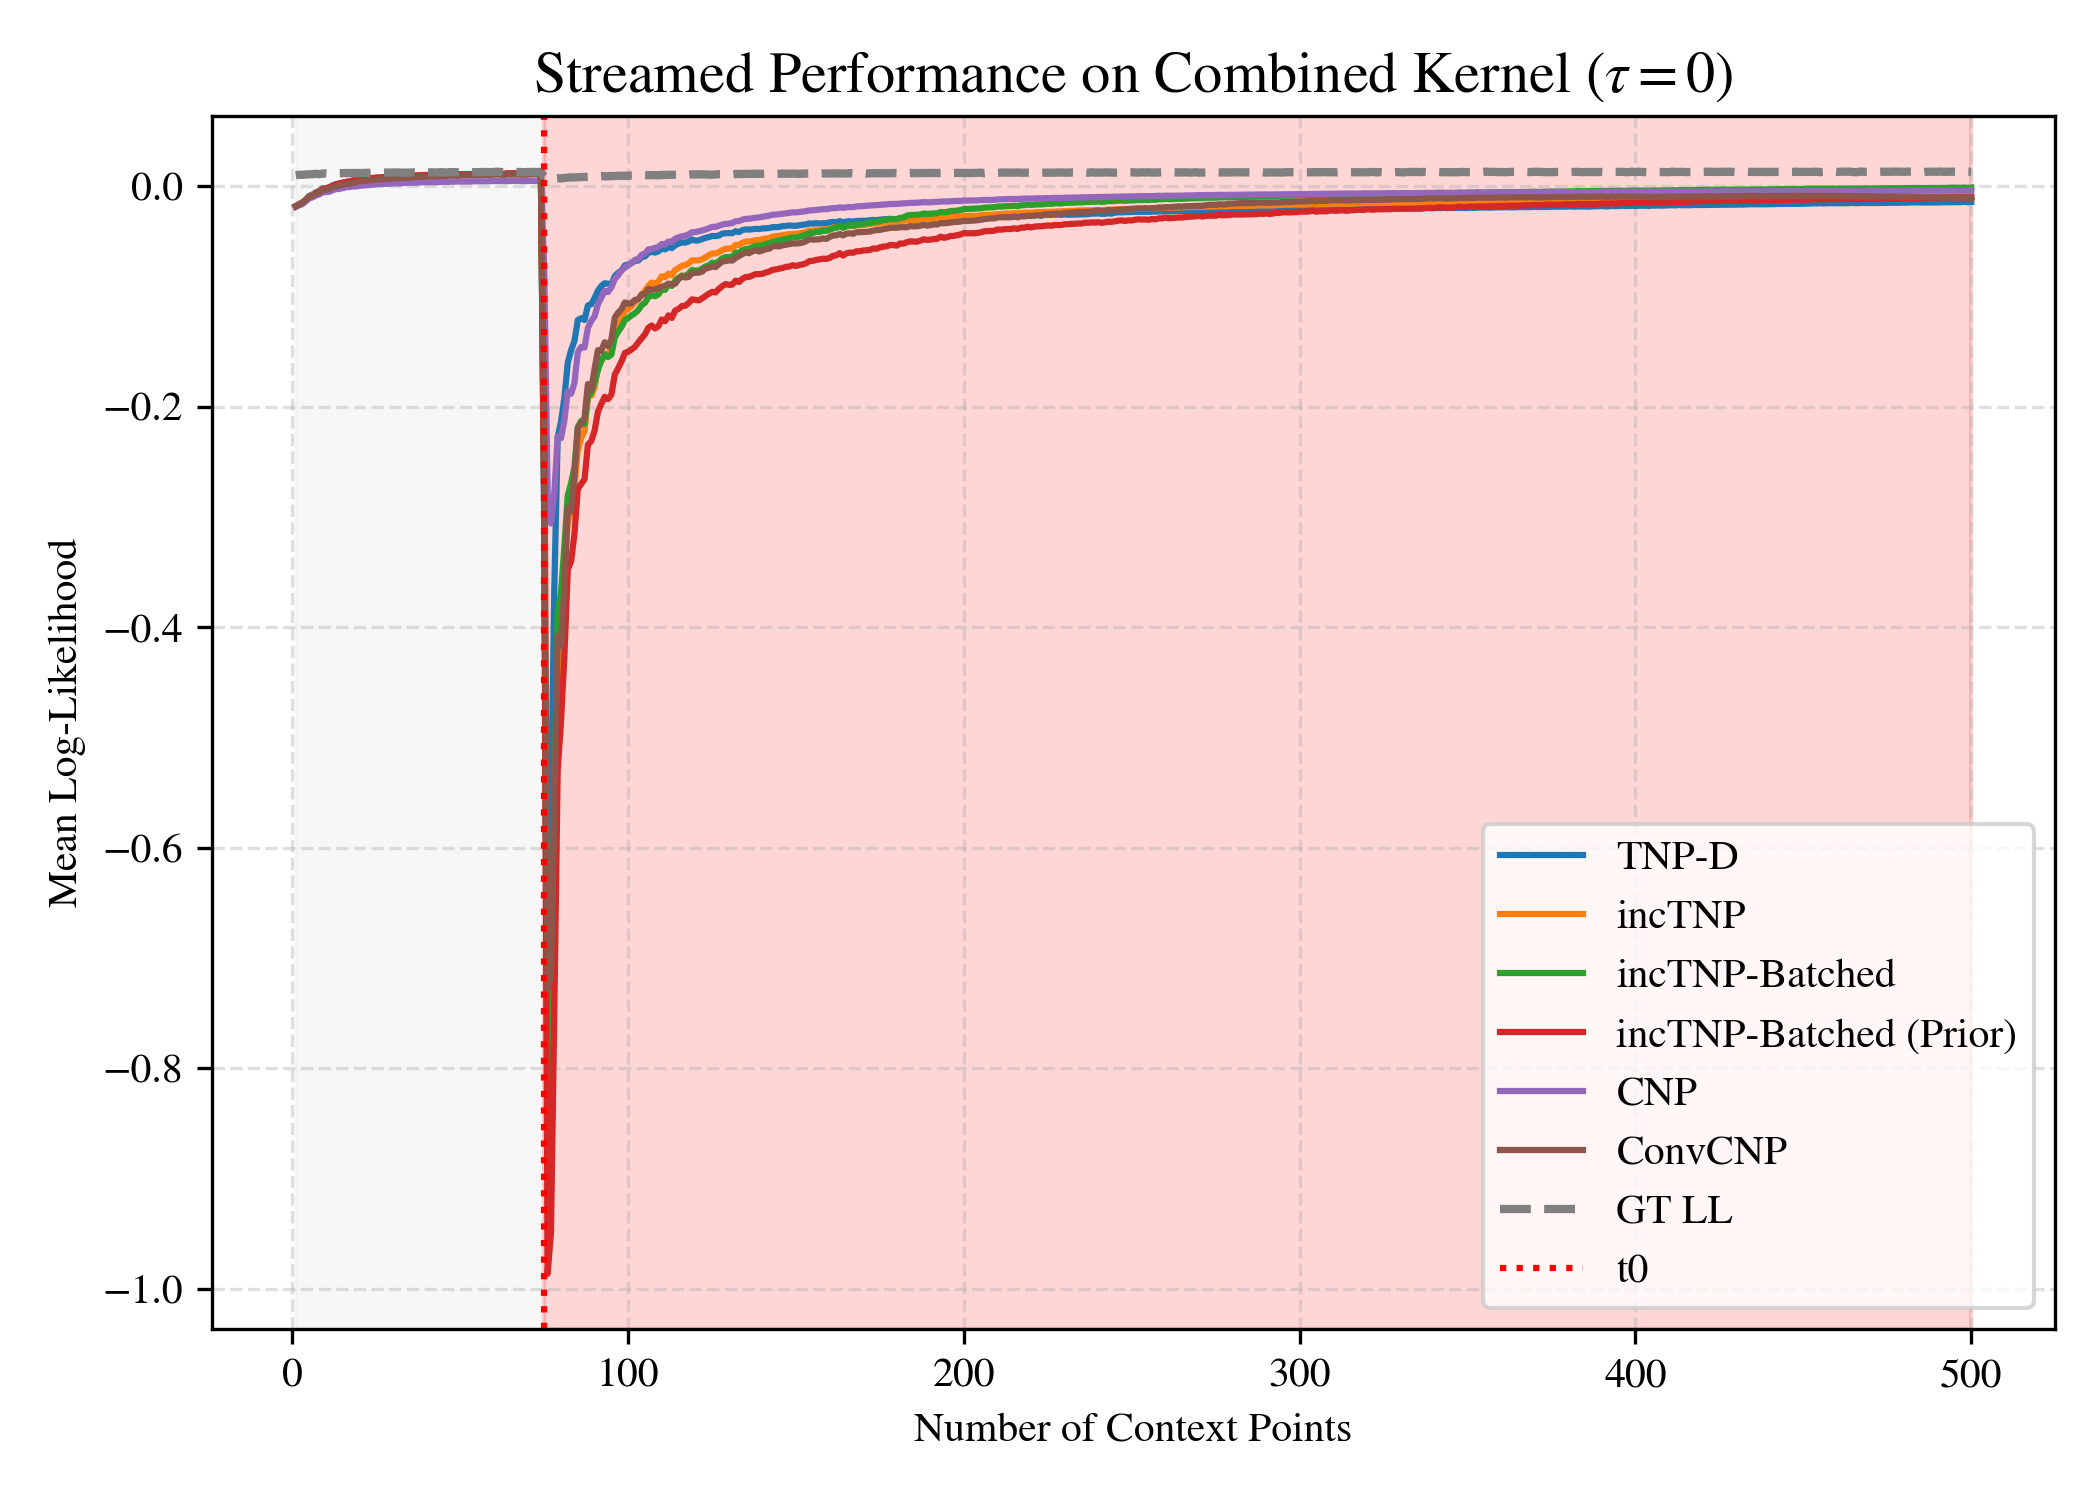 Streamed Performance on Combined Kernel (τ = 0)
Mean Log-Likelihood
0.0
−0.2
−0.4
−0.6
−0.8
−1.0
TNP-D
incTNP
incTNP-Batched
incTNP-Batched (Prior)
CNP
ConvCNP
GT LL
t0
0 100 200 300 400 500
Number of Context Points